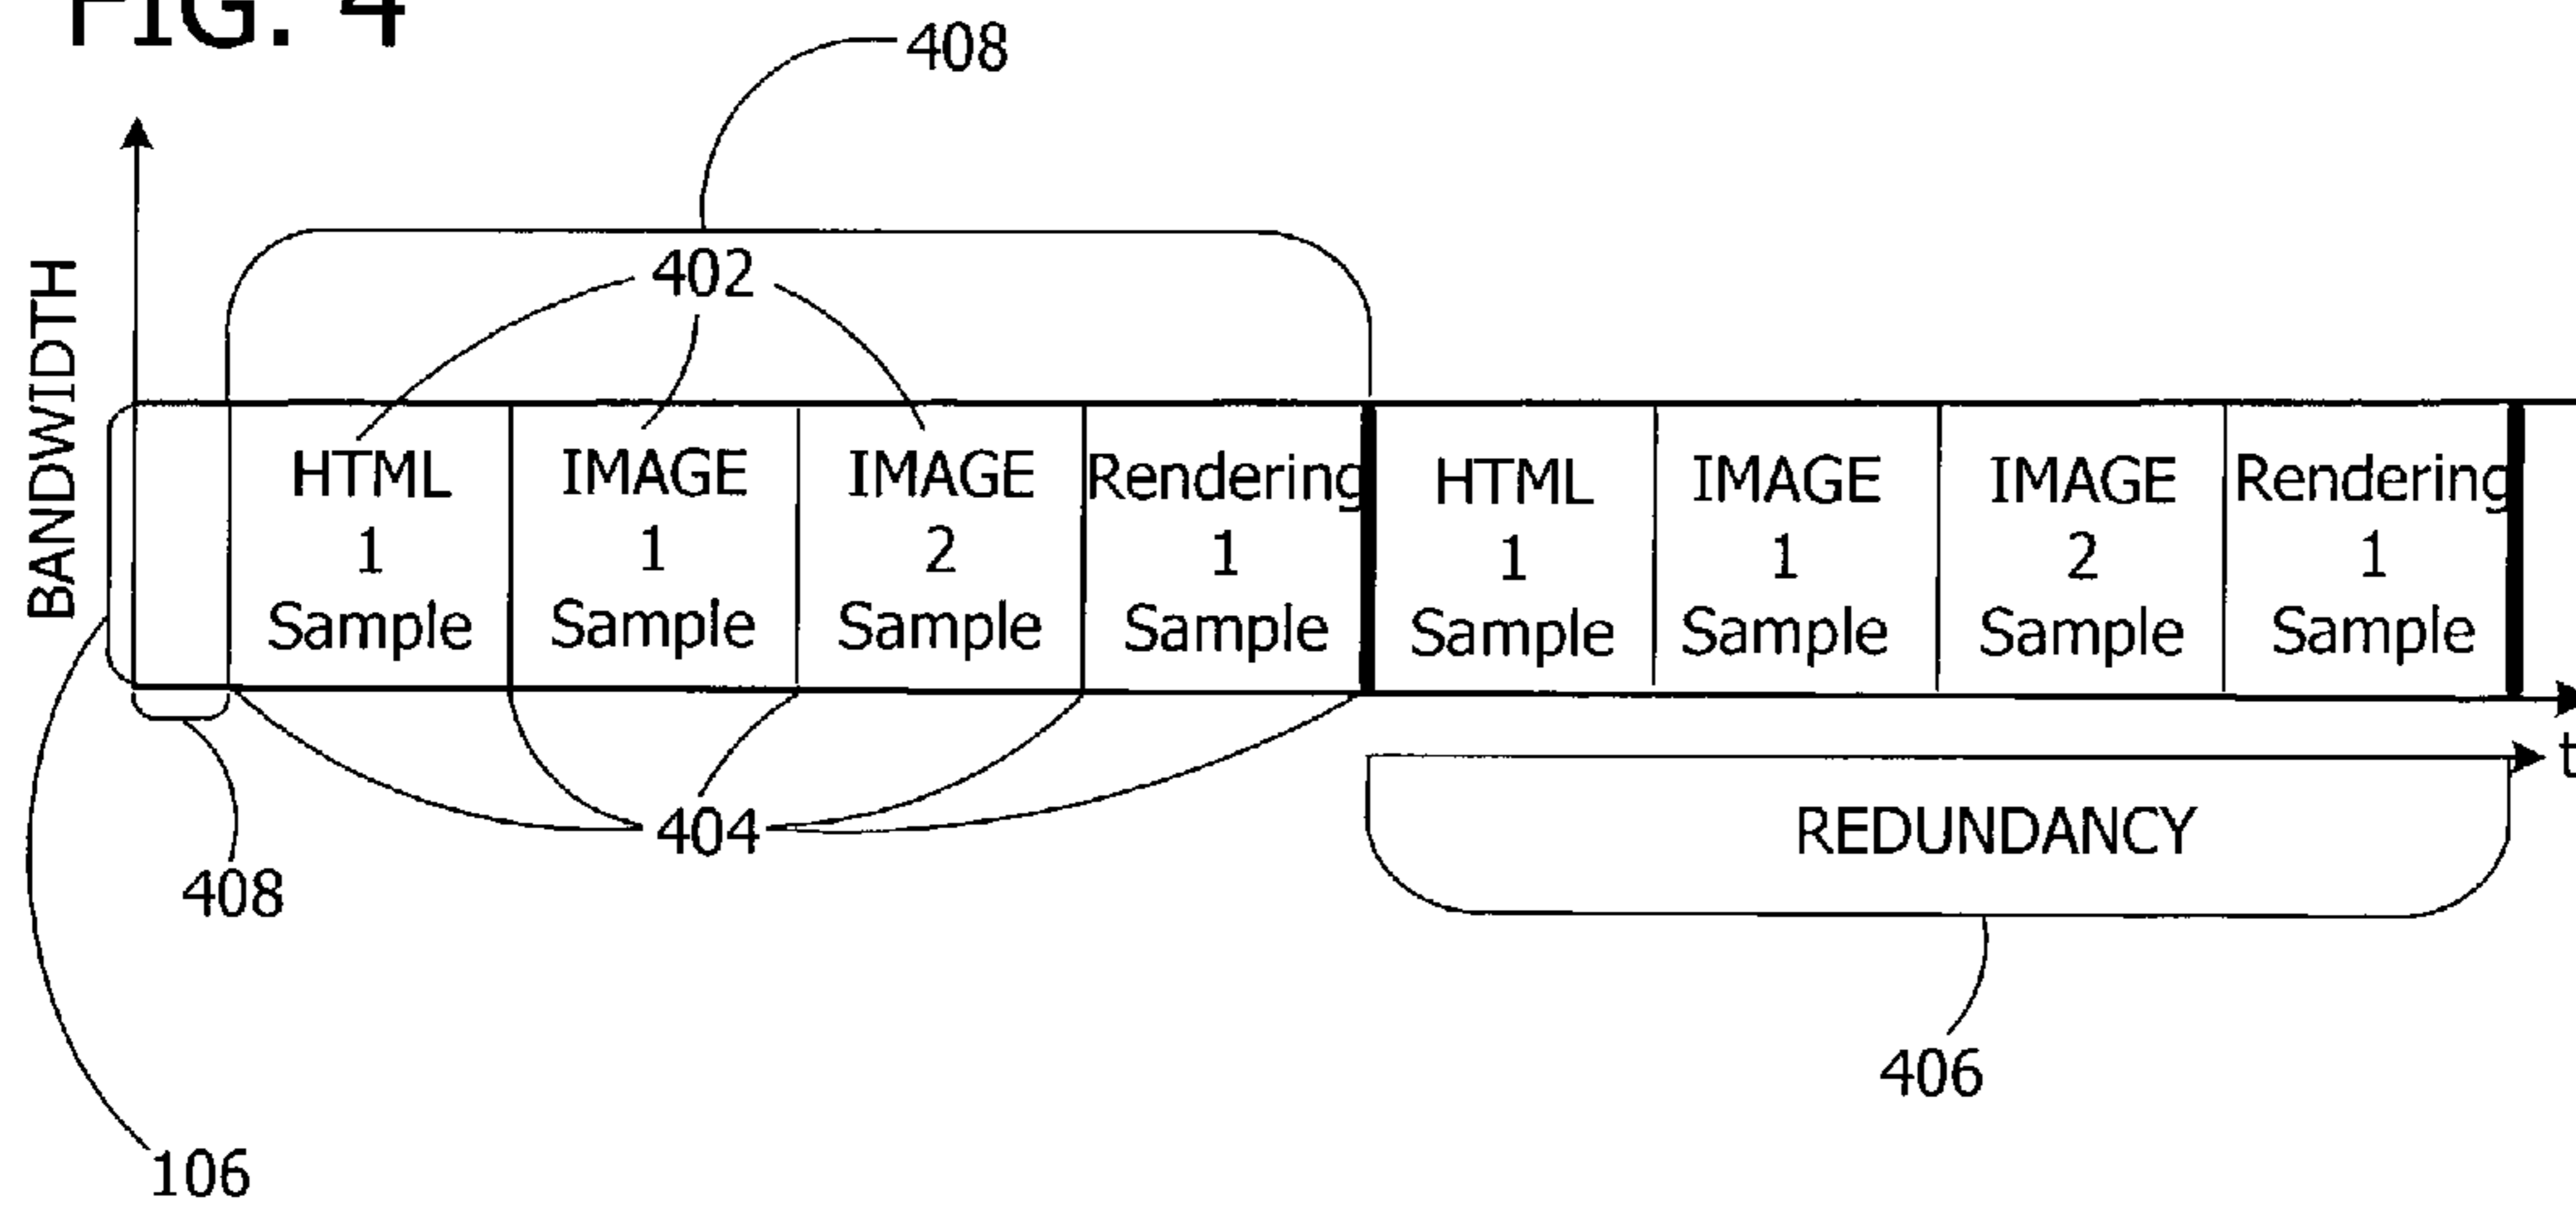 FIG. 4
408
402
BANDWIDTH
HTML
1
Sample
IMAGE
1
Sample
IMAGE
2
Sample
Rendering
1
Sample
HTML
1
Sample
IMAGE
1
Sample
IMAGE
2
Sample
Rendering
1
Sample
t
404
REDUNDANCY
408
406
106